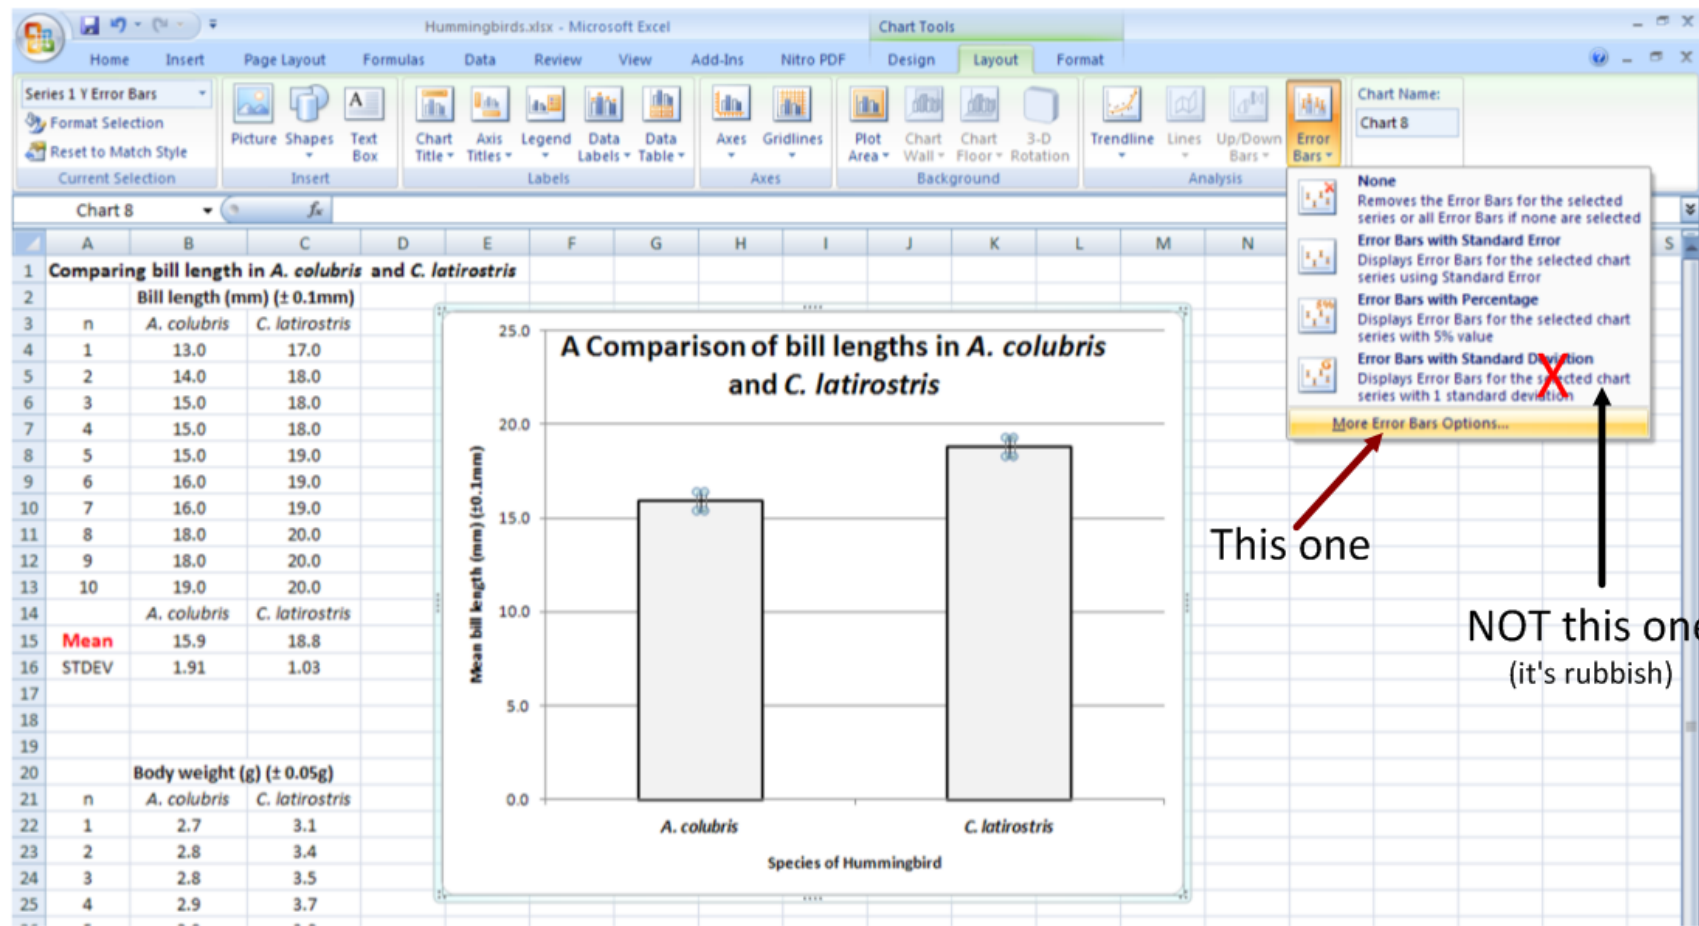 Hummingbirds.xlsx - Microsoft Excel
Chart Tools
Home Insert Page Layout Formulas Data Review View Add-Ins Nitro PDF Design Layout Format
Series 1 Y Error Bars
Format Selection
Reset to Match Style
Current Selection
Picture Shapes Text Box
Insert
Chart Title Axis Titles Legend Data Labels Data Table
Labels
Axes Gridlines
Axes
Plot Area Chart Wall Chart Floor 3-D Rotation
Background
Trendline Lines Up/Down Bars Error Bars
Analysis
Chart Name:
Chart 8
None
Removes the Error Bars for the selected
series or all Error Bars if none are selected
Error Bars with Standard Error
Displays Error Bars for the selected chart
series using Standard Error
Error Bars with Percentage
Displays Error Bars for the selected chart
series with 5% value
Error Bars with Standard Deviation
Displays Error Bars for the selected chart
series with 1 standard deviation
More Error Bars Options...
Chart 8 fx
A B C D E F G H I J K L M N S
1 Comparing bill length in A. colubris and C. latirostris
2 Bill length (mm) (± 0.1mm)
3 n A. colubris C. latirostris
4 1 13.0 17.0
5 2 14.0 18.0
6 3 15.0 18.0
7 4 15.0 18.0
8 5 15.0 19.0
9 6 16.0 19.0
10 7 16.0 19.0
11 8 18.0 20.0
12 9 18.0 20.0
13 10 19.0 20.0
14 A. colubris C. latirostris
15 Mean 15.9 18.8
16 STDEV 1.91 1.03
17
18
19
20 Body weight (g) (± 0.05g)
21 n A. colubris C. latirostris
22 1 2.7 3.1
23 2 2.8 3.4
24 3 2.8 3.5
25 4 2.9 3.7
A Comparison of bill lengths in A. colubris
and C. latirostris
Mean bill length (mm) (±0.1mm)
25.0
20.0
15.0
10.0
5.0
0.0
A. colubris C. latirostris
Species of Hummingbird
X
This one
NOT this one
(it's rubbish)